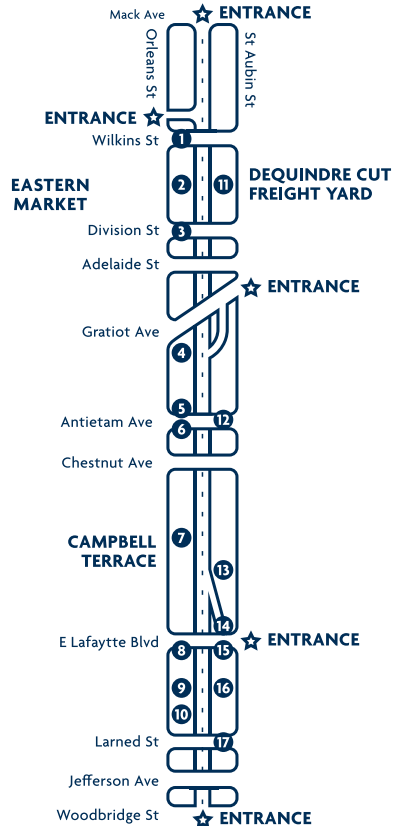 Mack Ave
ENTRANCE
Orleans St
St Aubin St
ENTRANCE
Wilkins St
1
EASTERN
MARKET
2
11
DEQUINDRE CUT
FREIGHT YARD
Division St
3
Adelaide St
ENTRANCE
Gratiot Ave
4
5
Antietam Ave
12
6
Chestnut Ave
7
CAMPBELL
TERRACE
13
14
E Lafaytte Blvd
ENTRANCE
8
15
9
16
10
Larned St
17
Jefferson Ave
Woodbridge St
ENTRANCE